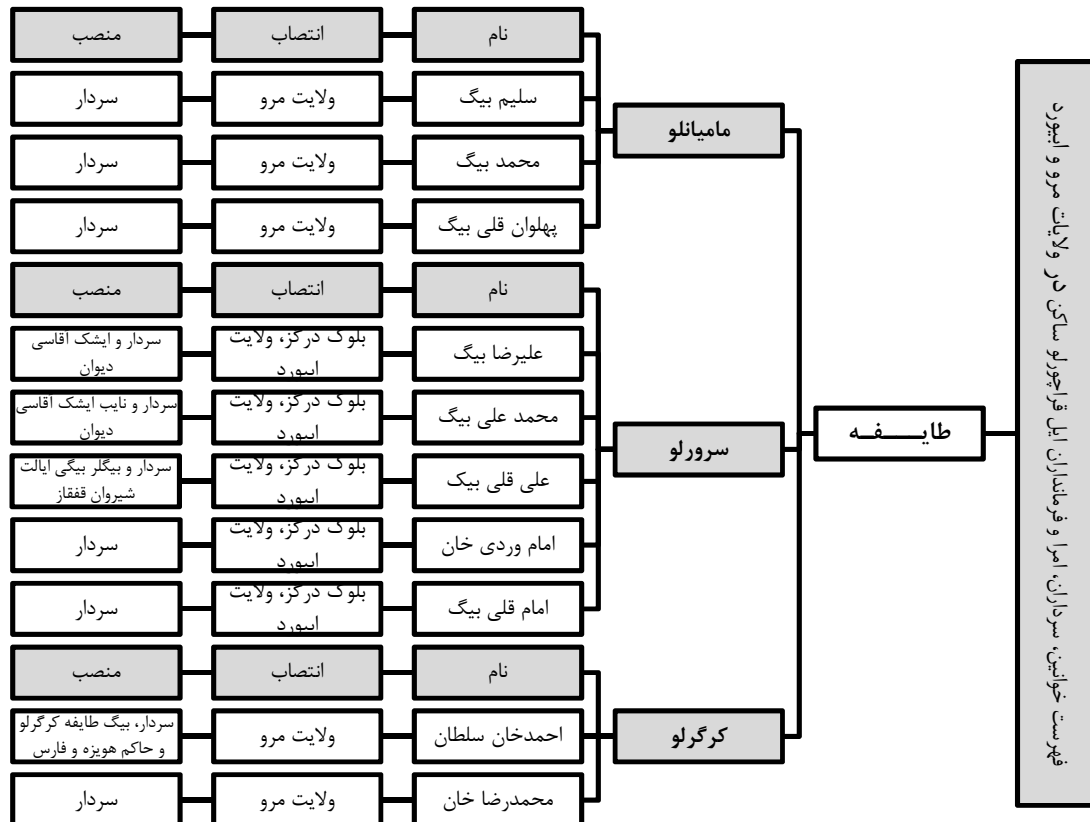 فهرست خوانین، سرداران، امرا و فرمانداران ایل قراچورلو ساکن در ولایات مرو و ابیورد
طایـــــفــه
مامیانلو
نام
انتصاب
منصب
سلیم بیگ
ولایت مرو
سردار
محمد بیگ
ولایت مرو
سردار
پهلوان قلی بیگ
ولایت مرو
سردار
سرورلو
نام
انتصاب
منصب
علیرضا بیگ
بلوک درگز، ولایت
ابیورد
سردار و ایشک آقاسی
دیوان
محمد علی بیگ
بلوک درگز، ولایت
ابیورد
سردار و نایب ایشک آقاسی
دیوان
علی قلی بیک
بلوک درگز، ولایت
ابیورد
سردار و بیگلر بیگی ایالت
شیروان قفقاز
امام وردی خان
بلوک درگز، ولایت
ابیورد
سردار
امام قلی بیگ
بلوک درگز، ولایت
ابیورد
سردار
کرگرلو
نام
انتصاب
منصب
احمدخان سلطان
ولایت مرو
سردار، بیگ طایفه کرگرلو
و حاکم هویزه و فارس
محمدرضا خان
ولایت مرو
سردار